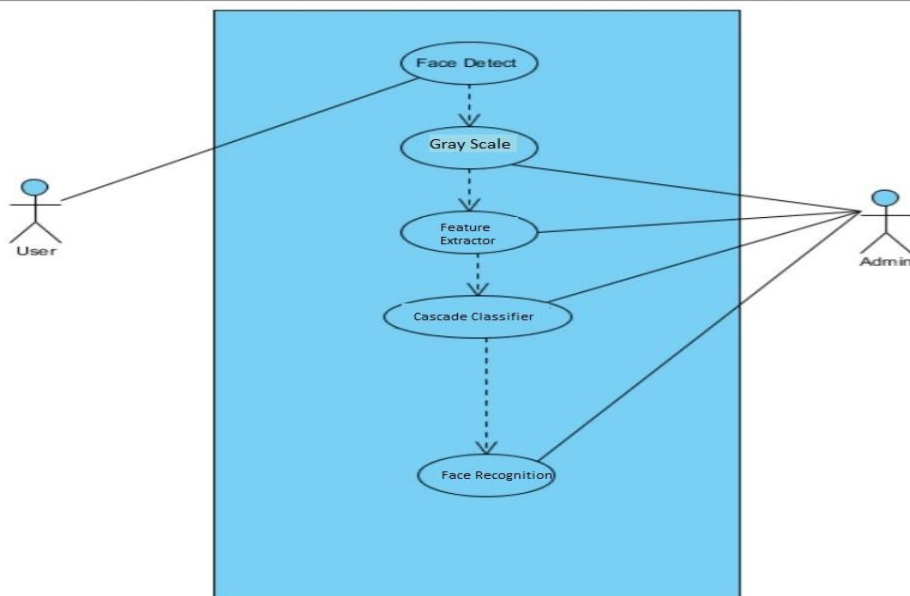 Face Detect
Gray Scale
Feature
Extractor
User
Admin
Cascade Classifier
Face Recognition